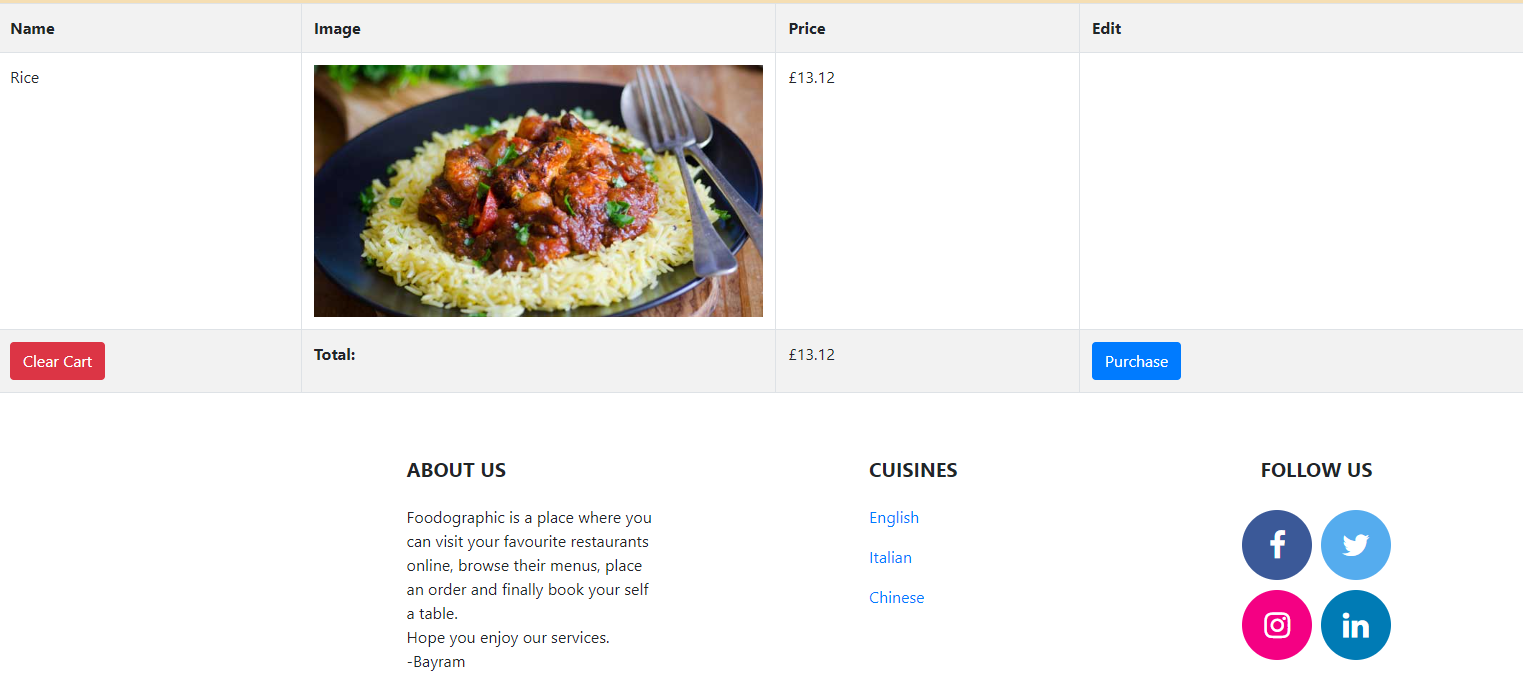 Name Image Price Edit
Rice £13.12
Clear Cart Total: £13.12 Purchase
ABOUT US
Foodographic is a place where you
can visit your favourite restaurants
online, browse their menus, place
an order and finally book your self
a table.
Hope you enjoy our services.
-Bayram
CUISINES
English
Italian
Chinese
FOLLOW US
f
in